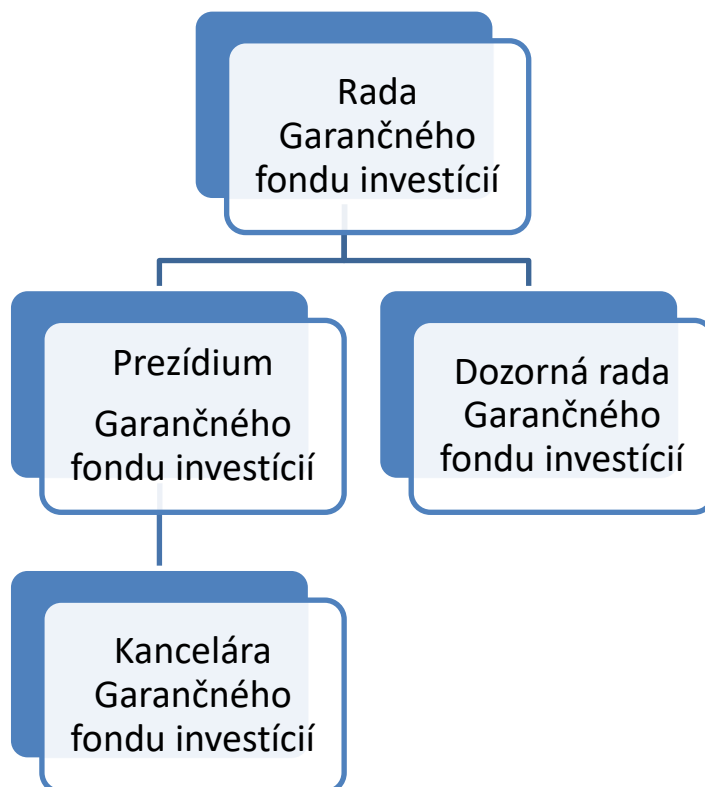 Rada
Garančného
fondu investícií
Prezídium
Garančného
fondu investícií
Dozorná rada
Garančného
fondu investícií
Kancelára
Garančného
fondu investícií